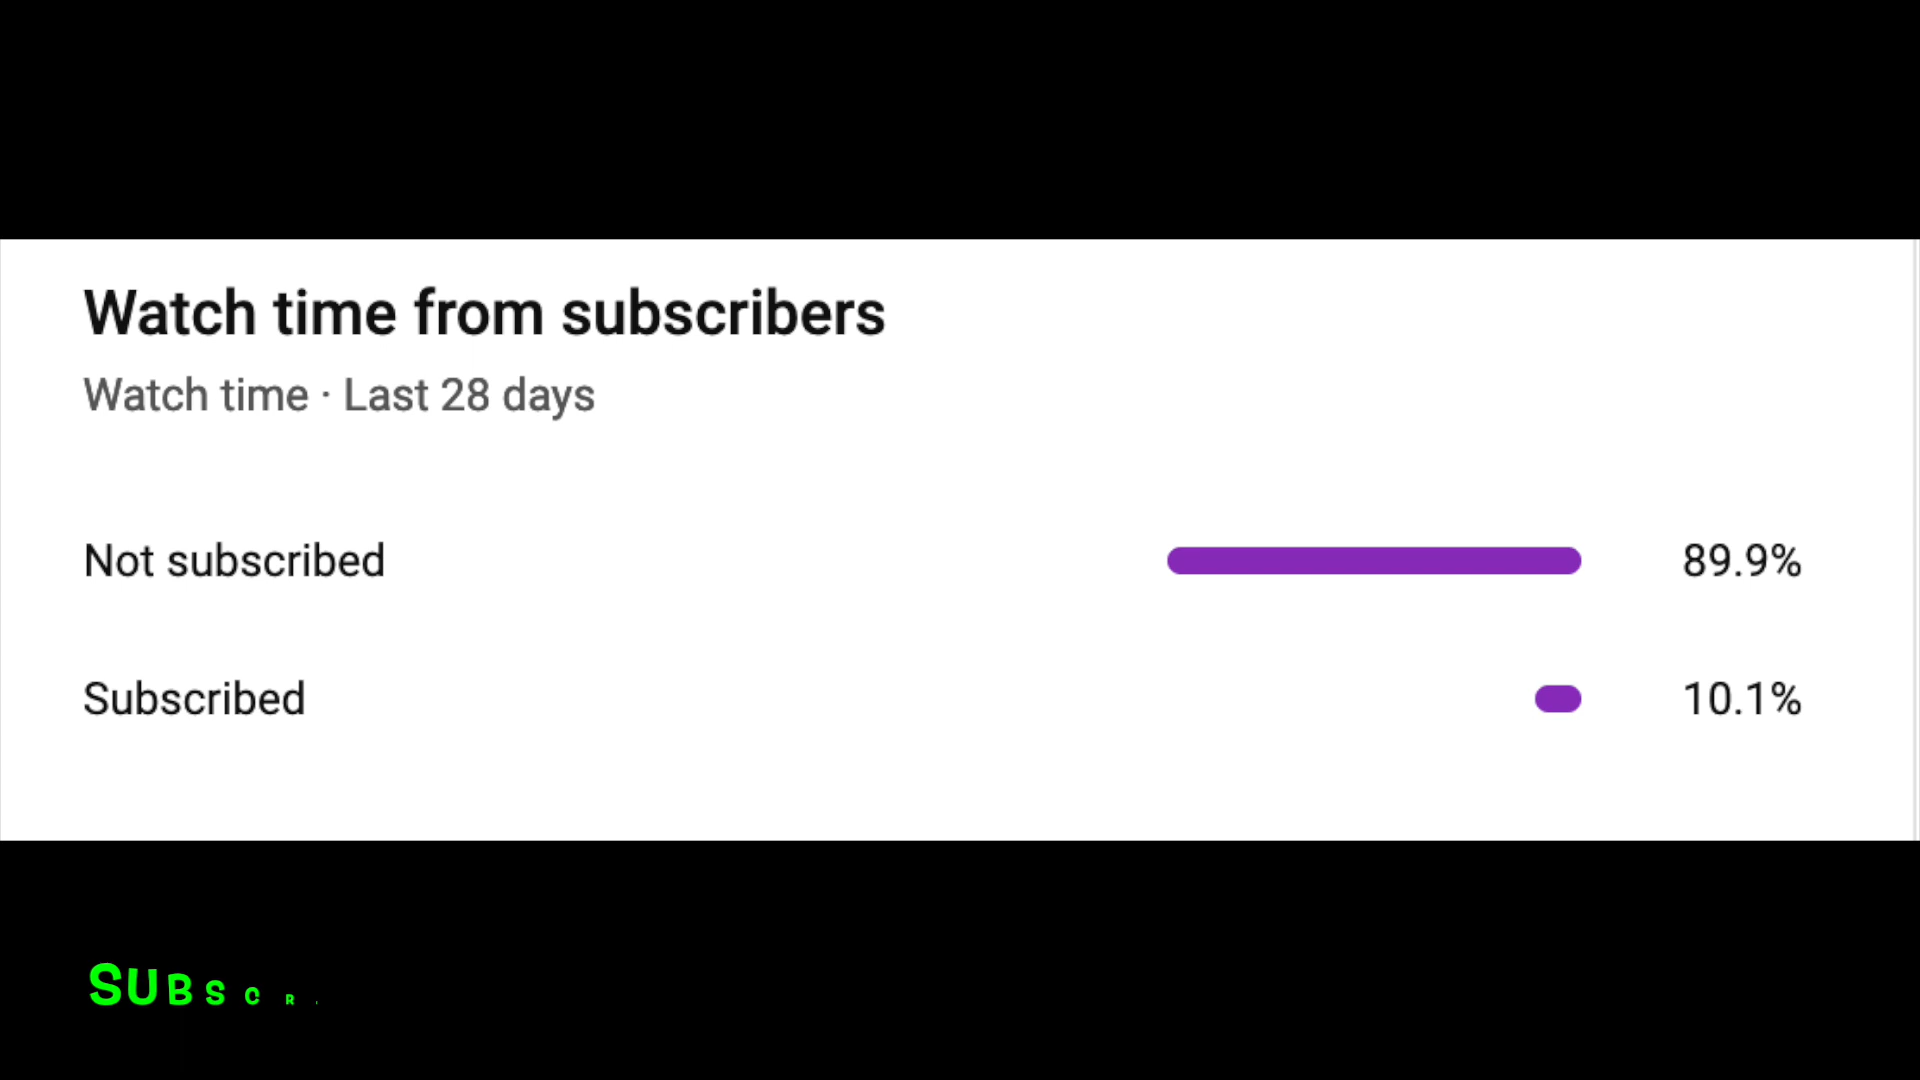 Watch time from subscribers
Watch time · Last 28 days
Not subscribed 89.9%
Subscribed 10.1%
SUBSCR